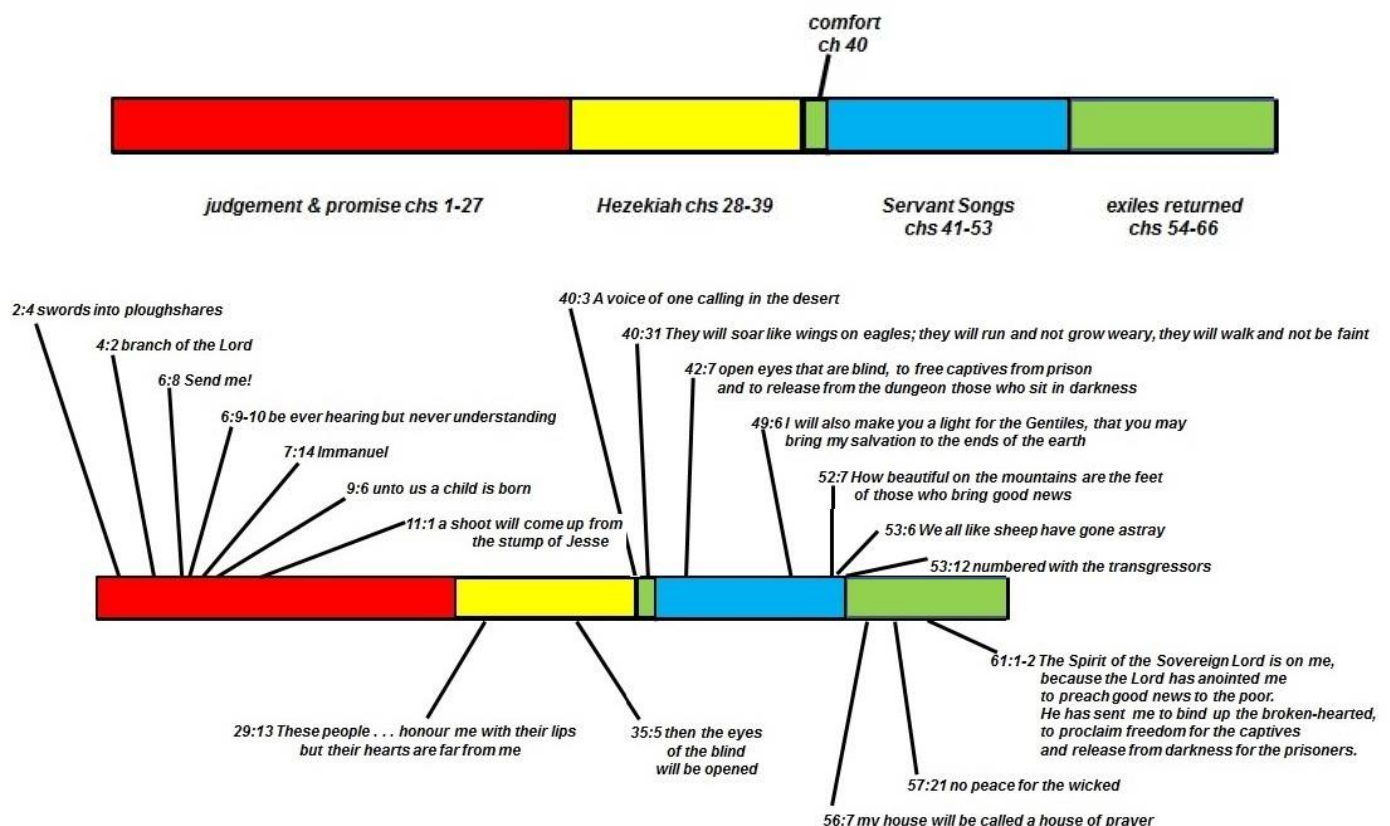 comfort
ch 40
judgement & promise chs 1-27
Hezekiah chs 28-39
Servant Songs
chs 41-53
exiles returned
chs 54-66
2:4 swords into ploughshares
4:2 branch of the Lord
6:8 Send me!
6:9-10 be ever hearing but never understanding
7:14 Immanuel
9:6 unto us a child is born
11:1 a shoot will come up from
the stump of Jesse
40:3 A voice of one calling in the desert
40:31 They will soar like wings on eagles; they will run and not grow weary, they will walk and not be faint
42:7 open eyes that are blind, to free captives from prison
and to release from the dungeon those who sit in darkness
49:6 I will also make you a light for the Gentiles, that you may
bring my salvation to the ends of the earth
52:7 How beautiful on the mountains are the feet
of those who bring good news
53:6 We all like sheep have gone astray
53:12 numbered with the transgressors
29:13 These people . . . honour me with their lips
but their hearts are far from me
35:5 then the eyes
of the blind
will be opened
61:1-2 The Spirit of the Sovereign Lord is on me,
because the Lord has anointed me
to preach good news to the poor.
He has sent me to bind up the broken-hearted,
to proclaim freedom for the captives
and release from darkness for the prisoners.
57:21 no peace for the wicked
56:7 my house will be called a house of prayer